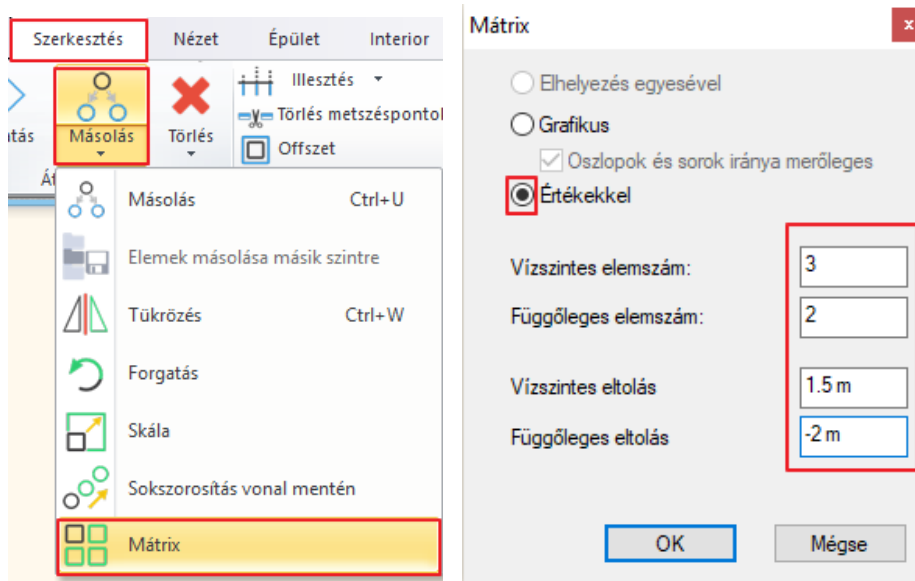 Szerkesztés Nézet Épület Interior
Illesztés
Törlés metszéspontol
tás Másolás Törlés
Offszet
Másolás Ctrl+U
Elemek másolása másik szintre
Tükrözés Ctrl+W
Forgatás
Skála
Sokszorosítás vonal mentén
Mátrix
Mátrix x
Elhelyezés egyesével
Grafikus
Oszlopok és sorok iránya merőleges
Értékekkel
Vízszintes elemszám: 3
Függőleges elemszám: 2
Vízszintes eltolás 1.5 m
Függőleges eltolás -2 m
OK Mégse